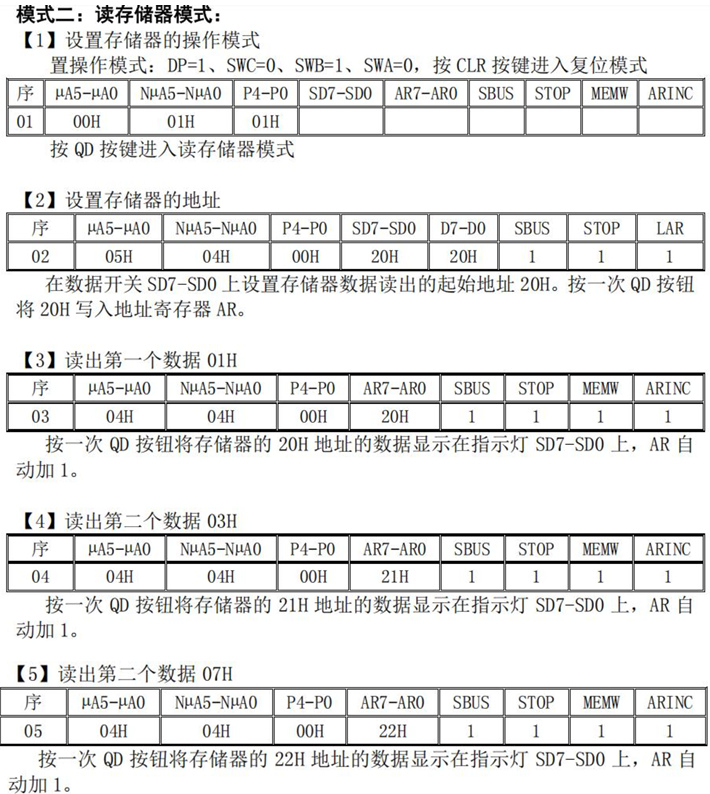 模式二：读存储器模式：
【1】设置存储器的操作模式
置操作模式：DP=1、SWC=0、SWB=1、SWA=0，按 CLR 按键进入复位模式
序 μA5-μA0 NμA5-NμA0 P4-P0 SD7-SD0 AR7-AR0 SBUS STOP MEMW ARINC
01 00H 01H 01H
按 QD 按键进入读存储器模式
【2】设置存储器的地址
序 μA5-μA0 NμA5-NμA0 P4-P0 SD7-SD0 D7-D0 SBUS STOP LAR
02 05H 04H 00H 20H 20H 1 1 1
在数据开关 SD7-SD0 上设置存储器数据读出的起始地址 20H。按一次 QD 按钮
将 20H 写入地址寄存器 AR。
【3】读出第一个数据 01H
序 μA5-μA0 NμA5-NμA0 P4-P0 AR7-AR0 SBUS STOP MEMW ARINC
03 04H 04H 00H 20H 1 1 1 1
按一次 QD 按钮将存储器的 20H 地址的数据显示在指示灯 SD7-SD0 上，AR 自
动加 1。
【4】读出第二个数据 03H
序 μA5-μA0 NμA5-NμA0 P4-P0 AR7-AR0 SBUS STOP MEMW ARINC
04 04H 04H 00H 21H 1 1 1 1
按一次 QD 按钮将存储器的 21H 地址的数据显示在指示灯 SD7-SD0 上，AR 自
动加 1。
【5】读出第二个数据 07H
序 μA5-μA0 NμA5-NμA0 P4-P0 AR7-AR0 SBUS STOP MEMW ARINC
05 04H 04H 00H 22H 1 1 1 1
按一次 QD 按钮将存储器的 22H 地址的数据显示在指示灯 SD7-SD0 上，AR 自
动加 1。